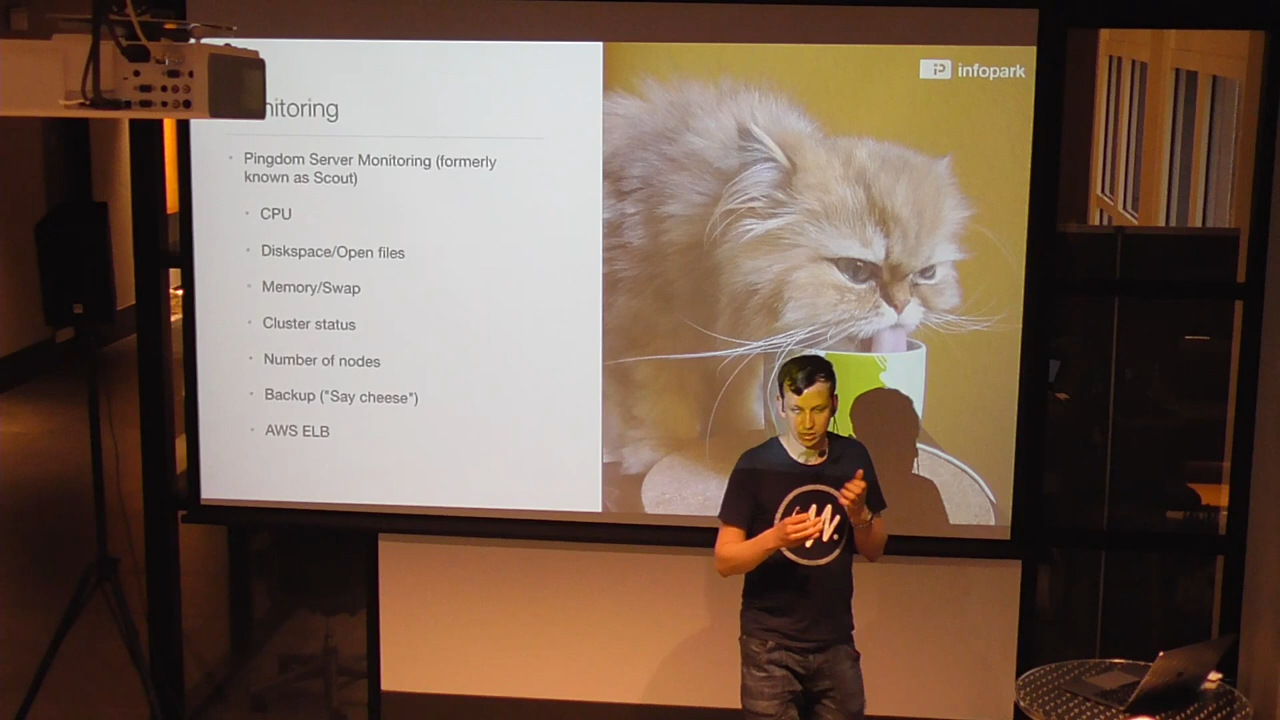 infopark
nitoring
Pingdom Server Monitoring (formerly
known as Scout)
CPU
Diskspace/Open files
Memory/Swap
Cluster status
Number of nodes
Backup ("Say cheese")
AWS ELB